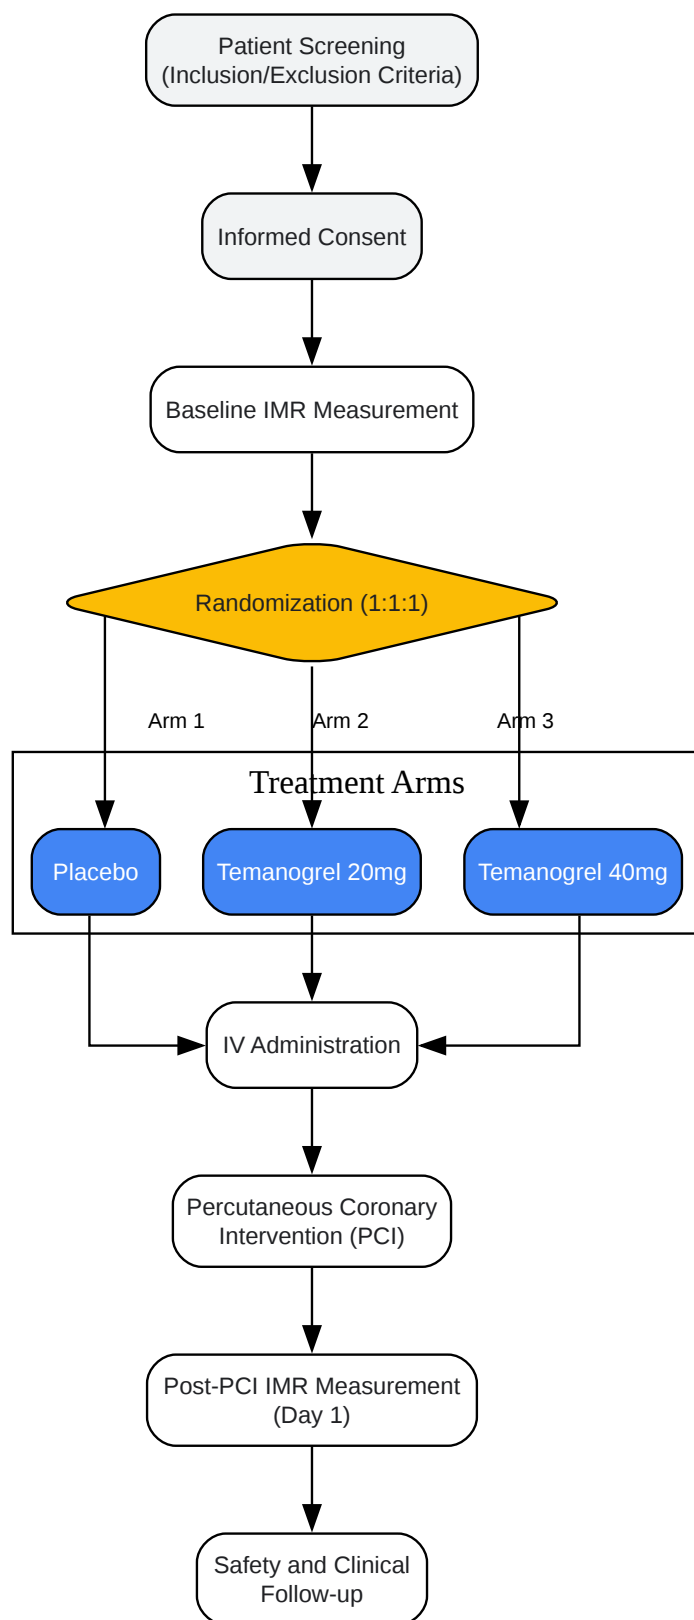 Patient Screening
(Inclusion/Exclusion Criteria)
Informed Consent
Baseline IMR Measurement
Randomization (1:1:1)
Arm 1
Arm 2
Arm 3
Treatment Arms
Placebo
Temanogrel 20mg
Temanogrel 40mg
IV Administration
Percutaneous Coronary
Intervention (PCI)
Post-PCI IMR Measurement
(Day 1)
Safety and Clinical
Follow-up